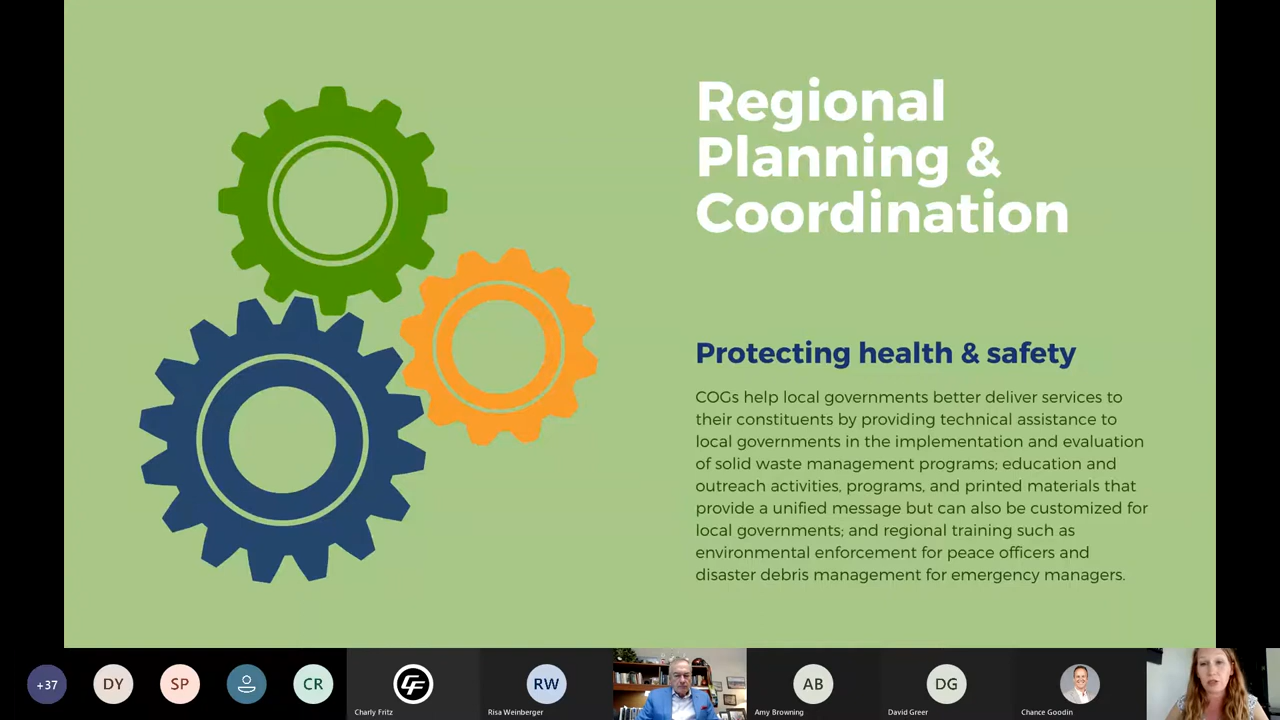 Regional
Planning &
Coordination
Protecting health & safety
COGs help local governments better deliver services to
their constituents by providing technical assistance to
local governments in the implementation and evaluation
of solid waste management programs; education and
outreach activities, programs, and printed materials that
provide a unified message but can also be customized for
local governments; and regional training such as
environmental enforcement for peace officers and
disaster debris management for emergency managers.
+37
DY
SP
CR
CF
Charly Fritz
RW
Risa Weinberger
AB
Amy Browning
DG
David Greer
Chance Goodin